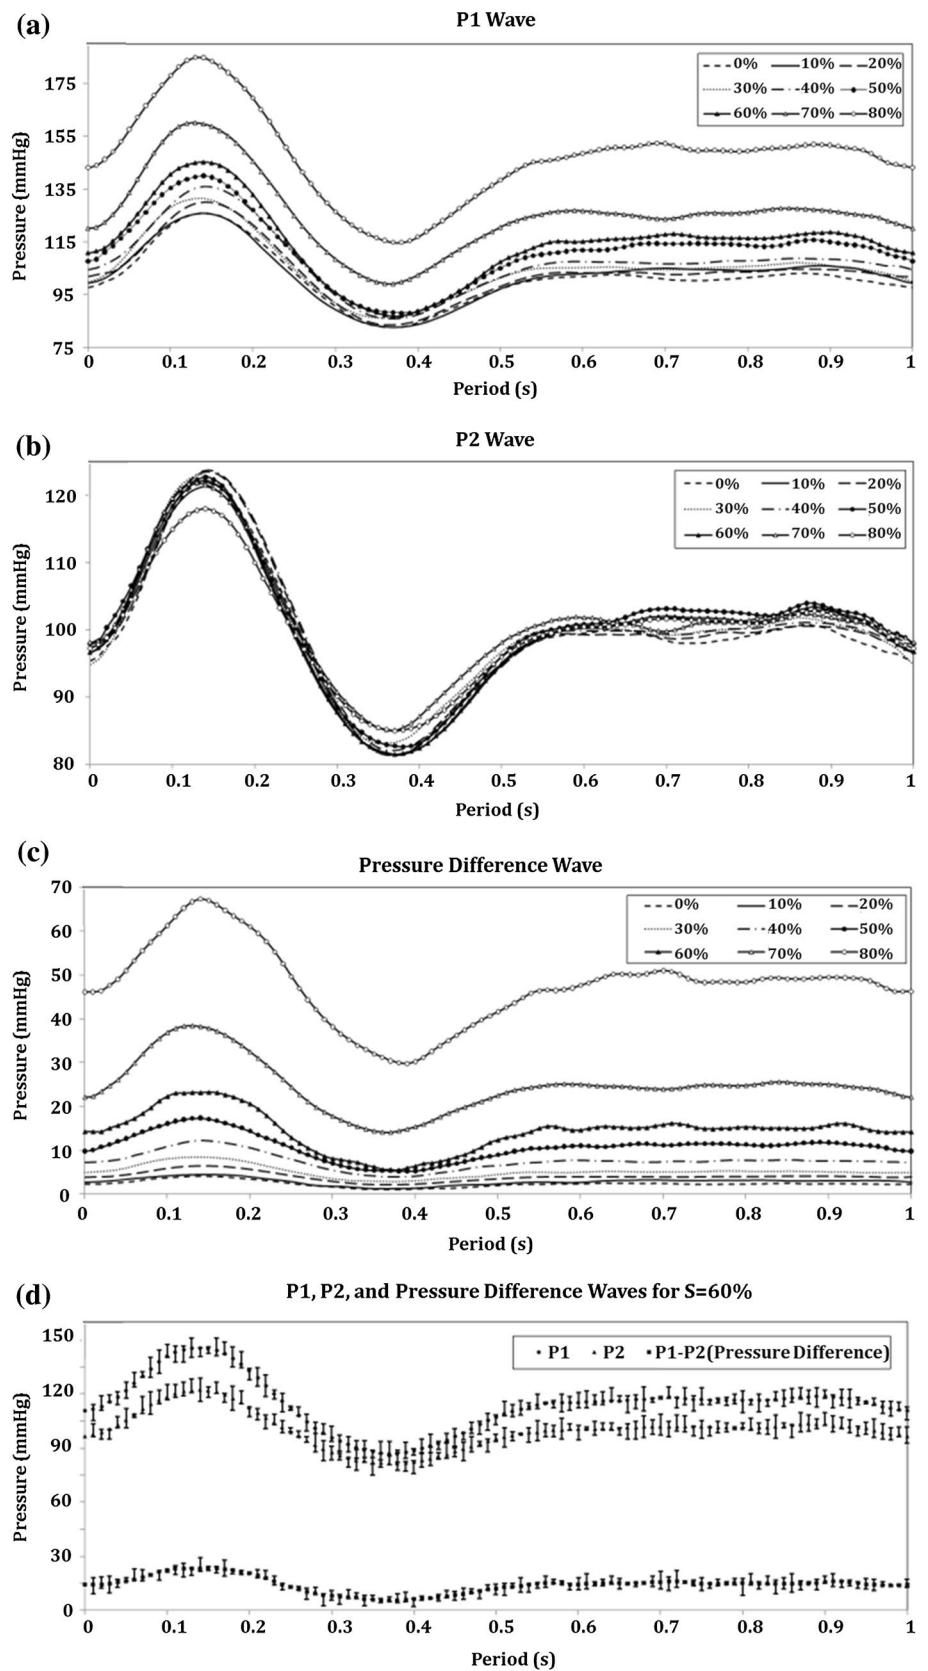 (a)
P1 Wave
0% 10% 20%
30% 40% 50%
60% 70% 80%
175
155
135
115
95
75
Pressure {mmHg)
0 0.1 0.2 0.3 0.4 0.5 0.6 0.7 0.8 0.9 1
Period (s)
(b)
P2 Wave
0% 10% 20%
30% 40% 50%
60% 70% 80%
120
110
100
90
80
Pressure {mmHg)
0 0.1 0.2 0.3 0.4 0.5 0.6 0.7 0.8 0.9 1
Period (s)
(c)
Pressure Difference Wave
0% 10% 20%
30% 40% 50%
60% 70% 80%
70
60
50
40
30
20
10
0
Pressure {mmHg)
0 0.1 0.2 0.3 0.4 0.5 0.6 0.7 0.8 0.9 1
Period (s)
(d)
P1, P2, and Pressure Difference Waves for S=60%
P1 P2 P1-P2(Pressure Difference)
150
120
90
60
30
0
Pressure {mmHg)
0 0.1 0.2 0.3 0.4 0.5 0.6 0.7 0.8 0.9 1
Period (s)